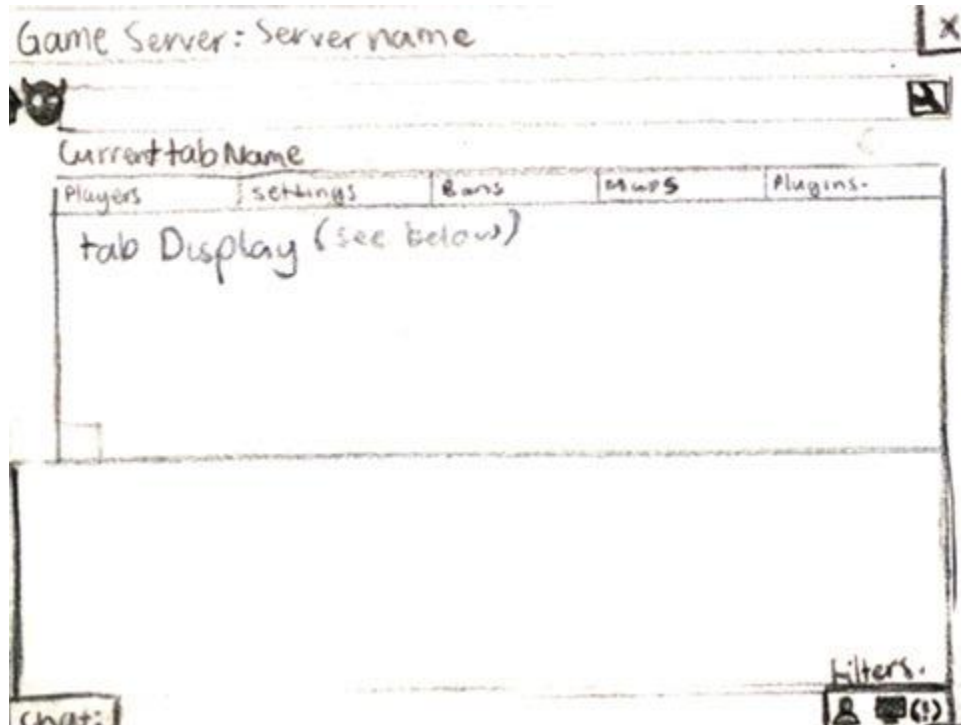 Game Server: Server name
X
Current tab Name
Players Settings Bans Maps Plugins.
tab Display (see below)
Filters.
(!)
Chat: